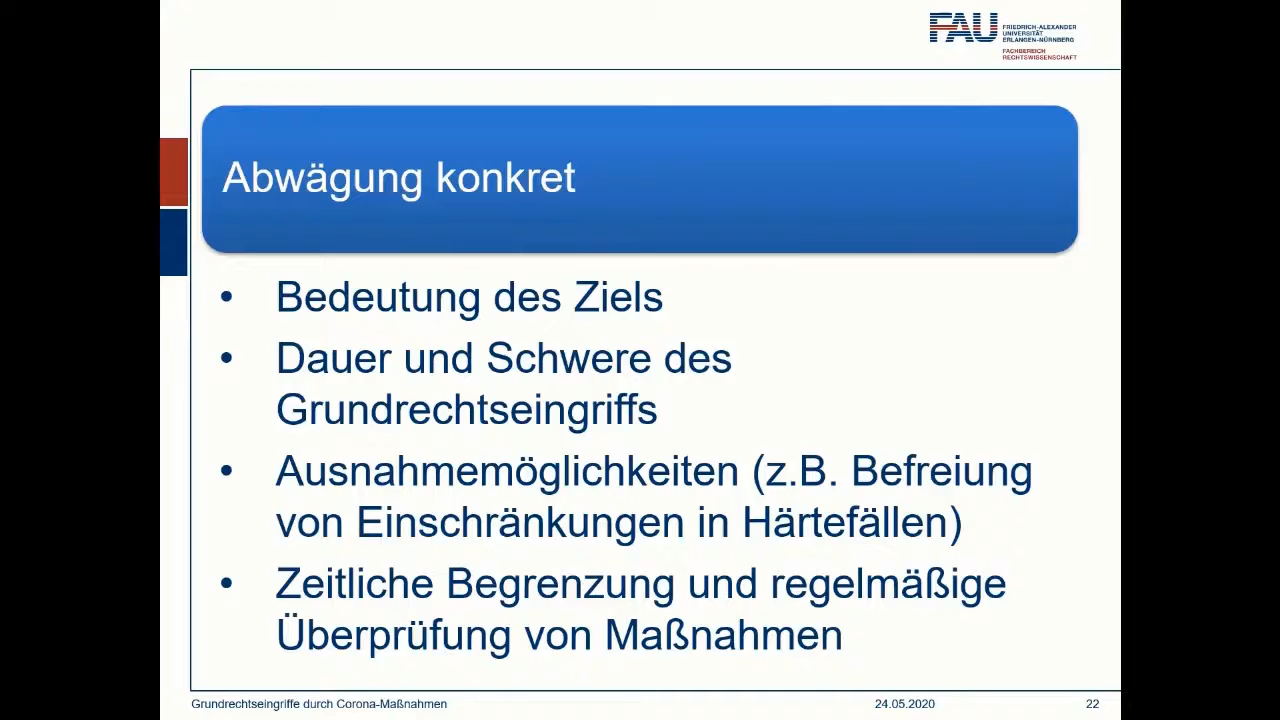 FAU
FRIEDRICH-ALEXANDER
UNIVERSITÄT
ERLANGEN-NÜRNBERG
FACHBEREICH
RECHTSWISSENSCHAFT
Abwägung konkret
• Bedeutung des Ziels
• Dauer und Schwere des
Grundrechtseingriffs
• Ausnahmemöglichkeiten (z.B. Befreiung
von Einschränkungen in Härtefällen)
• Zeitliche Begrenzung und regelmäßige
Überprüfung von Maßnahmen
Grundrechtseingriffe durch Corona-Maßnahmen 24.05.2020 22